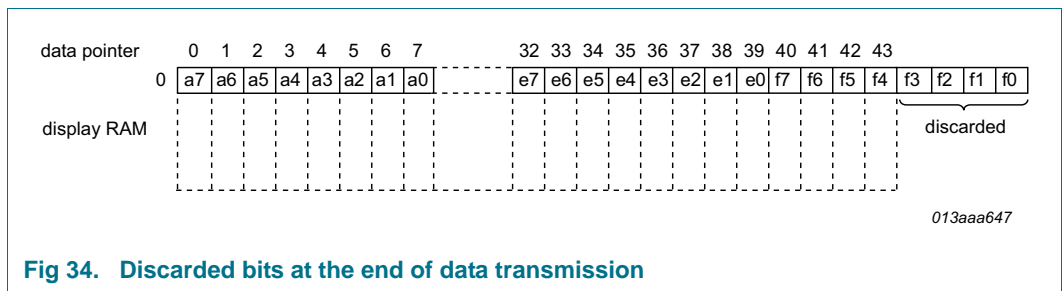 data pointer 0 1 2 3 4 5 6 7 32 33 34 35 36 37 38 39 40 41 42 43
0 a7 a6 a5 a4 a3 a2 a1 a0 e7 e6 e5 e4 e3 e2 e1 e0 f7 f6 f5 f4 f3 f2 f1 f0
display RAM discarded
013aaa647
Fig 34. Discarded bits at the end of data transmission